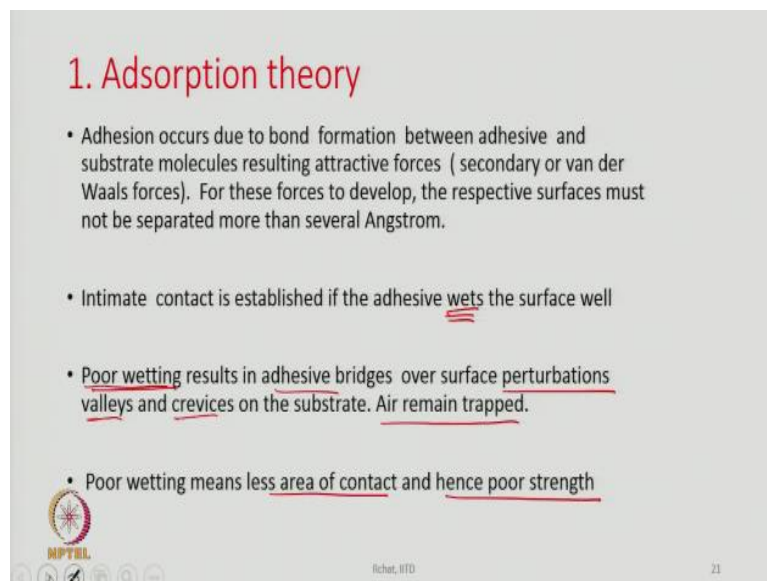 1. Adsorption theory
• Adhesion occurs due to bond formation between adhesive and
substrate molecules resulting attractive forces ( secondary or van der
Waals forces). For these forces to develop, the respective surfaces must
not be separated more than several Angstrom.
• Intimate contact is established if the adhesive wets the surface well
• Poor wetting results in adhesive bridges over surface perturbations
valleys and crevices on the substrate. Air remain trapped.
• Poor wetting means less area of contact and hence poor strength
NPTEL
IITD
21